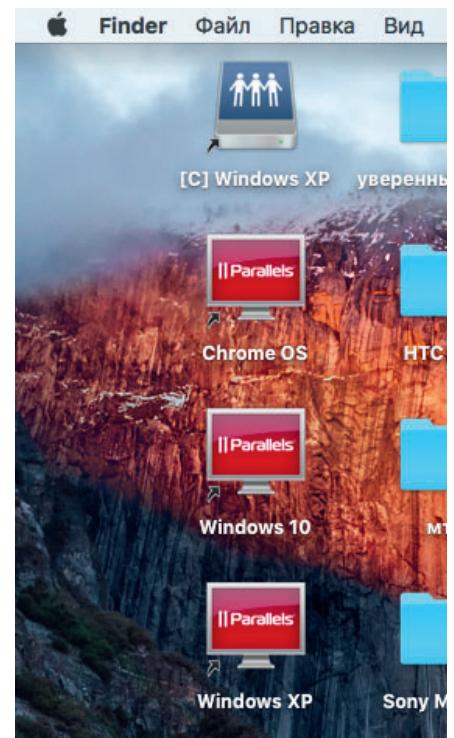 Finder Файл Правка Вид
[C] Windows XP
Parallels
Chrome OS
HTC
Parallels
Windows 10
Parallels
Windows XP
Sony